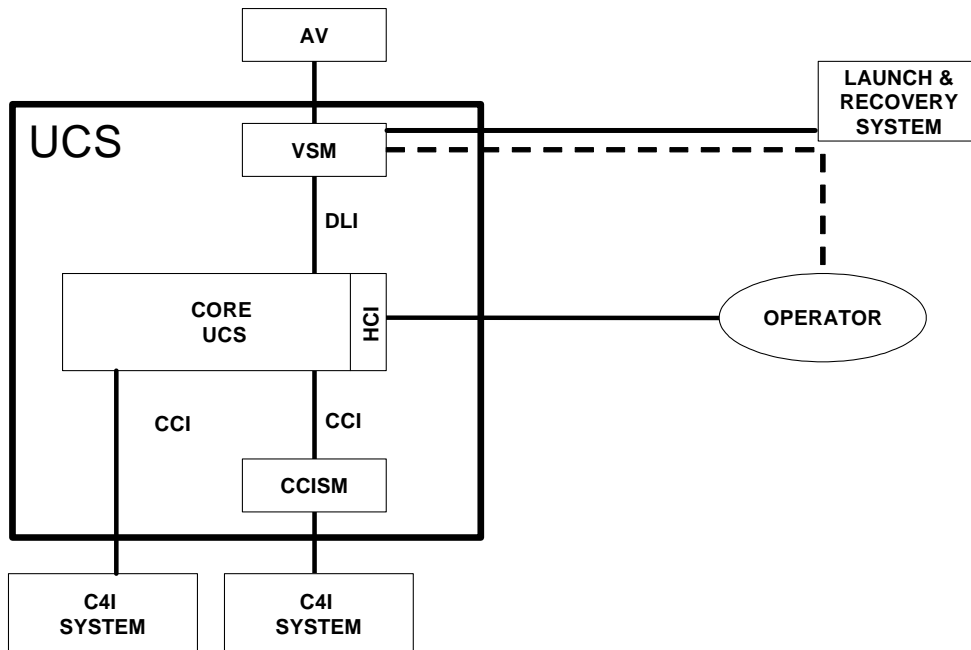 AV
LAUNCH &
RECOVERY
SYSTEM
UCS
VSM
DLI
CORE
UCS
HCI
OPERATOR
CCI
CCI
CCISM
C4I
SYSTEM
C4I
SYSTEM